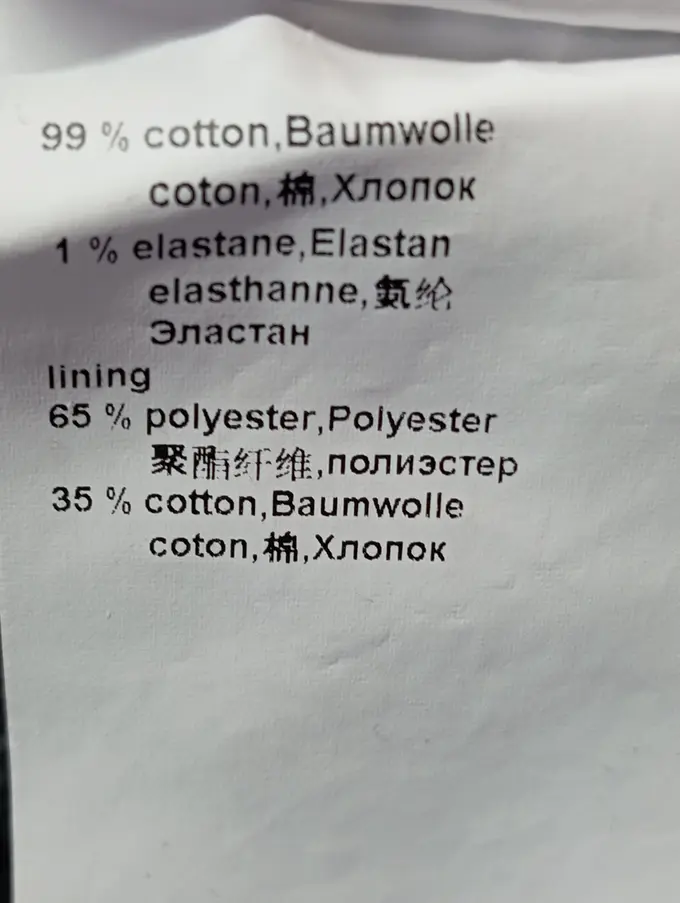 99 % cotton,Baumwolle
coton,棉,Хлопок
1 % elastane,Elastan
elasthanne,氨纶
Эластан
lining
65 % polyester,Polyester
聚酯纤维,полиэстер
35 % cotton,Baumwolle
coton,棉,Хлопок